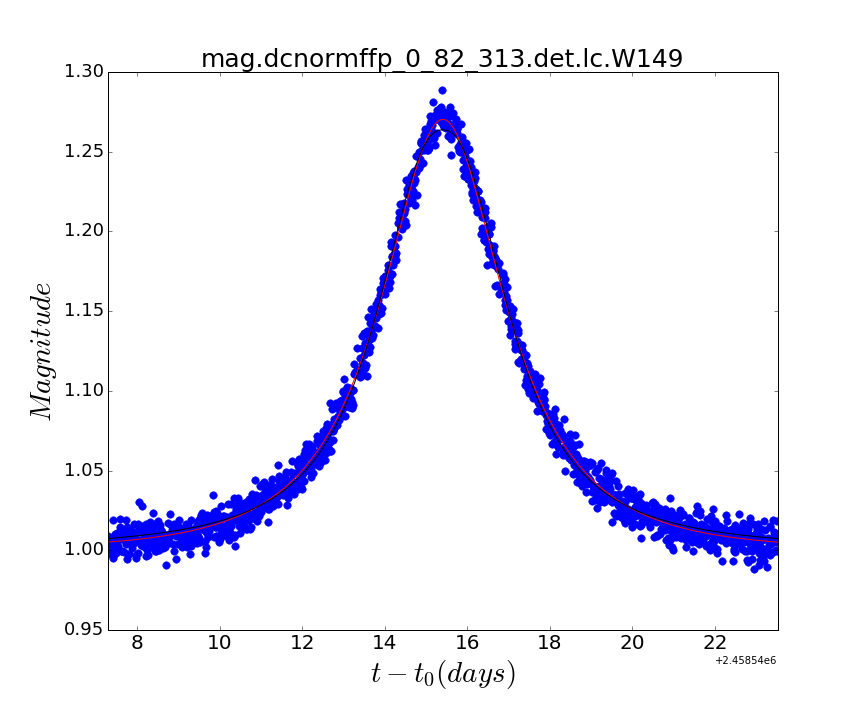 mag.dcnormffp_0_82_313.det.lc.W149
1.30
1.25
1.20
1.15
1.10
1.05
1.00
0.95
Magnitude
8 10 12 14 16 18 20 22
+2.45854e6
t − t₀(days)